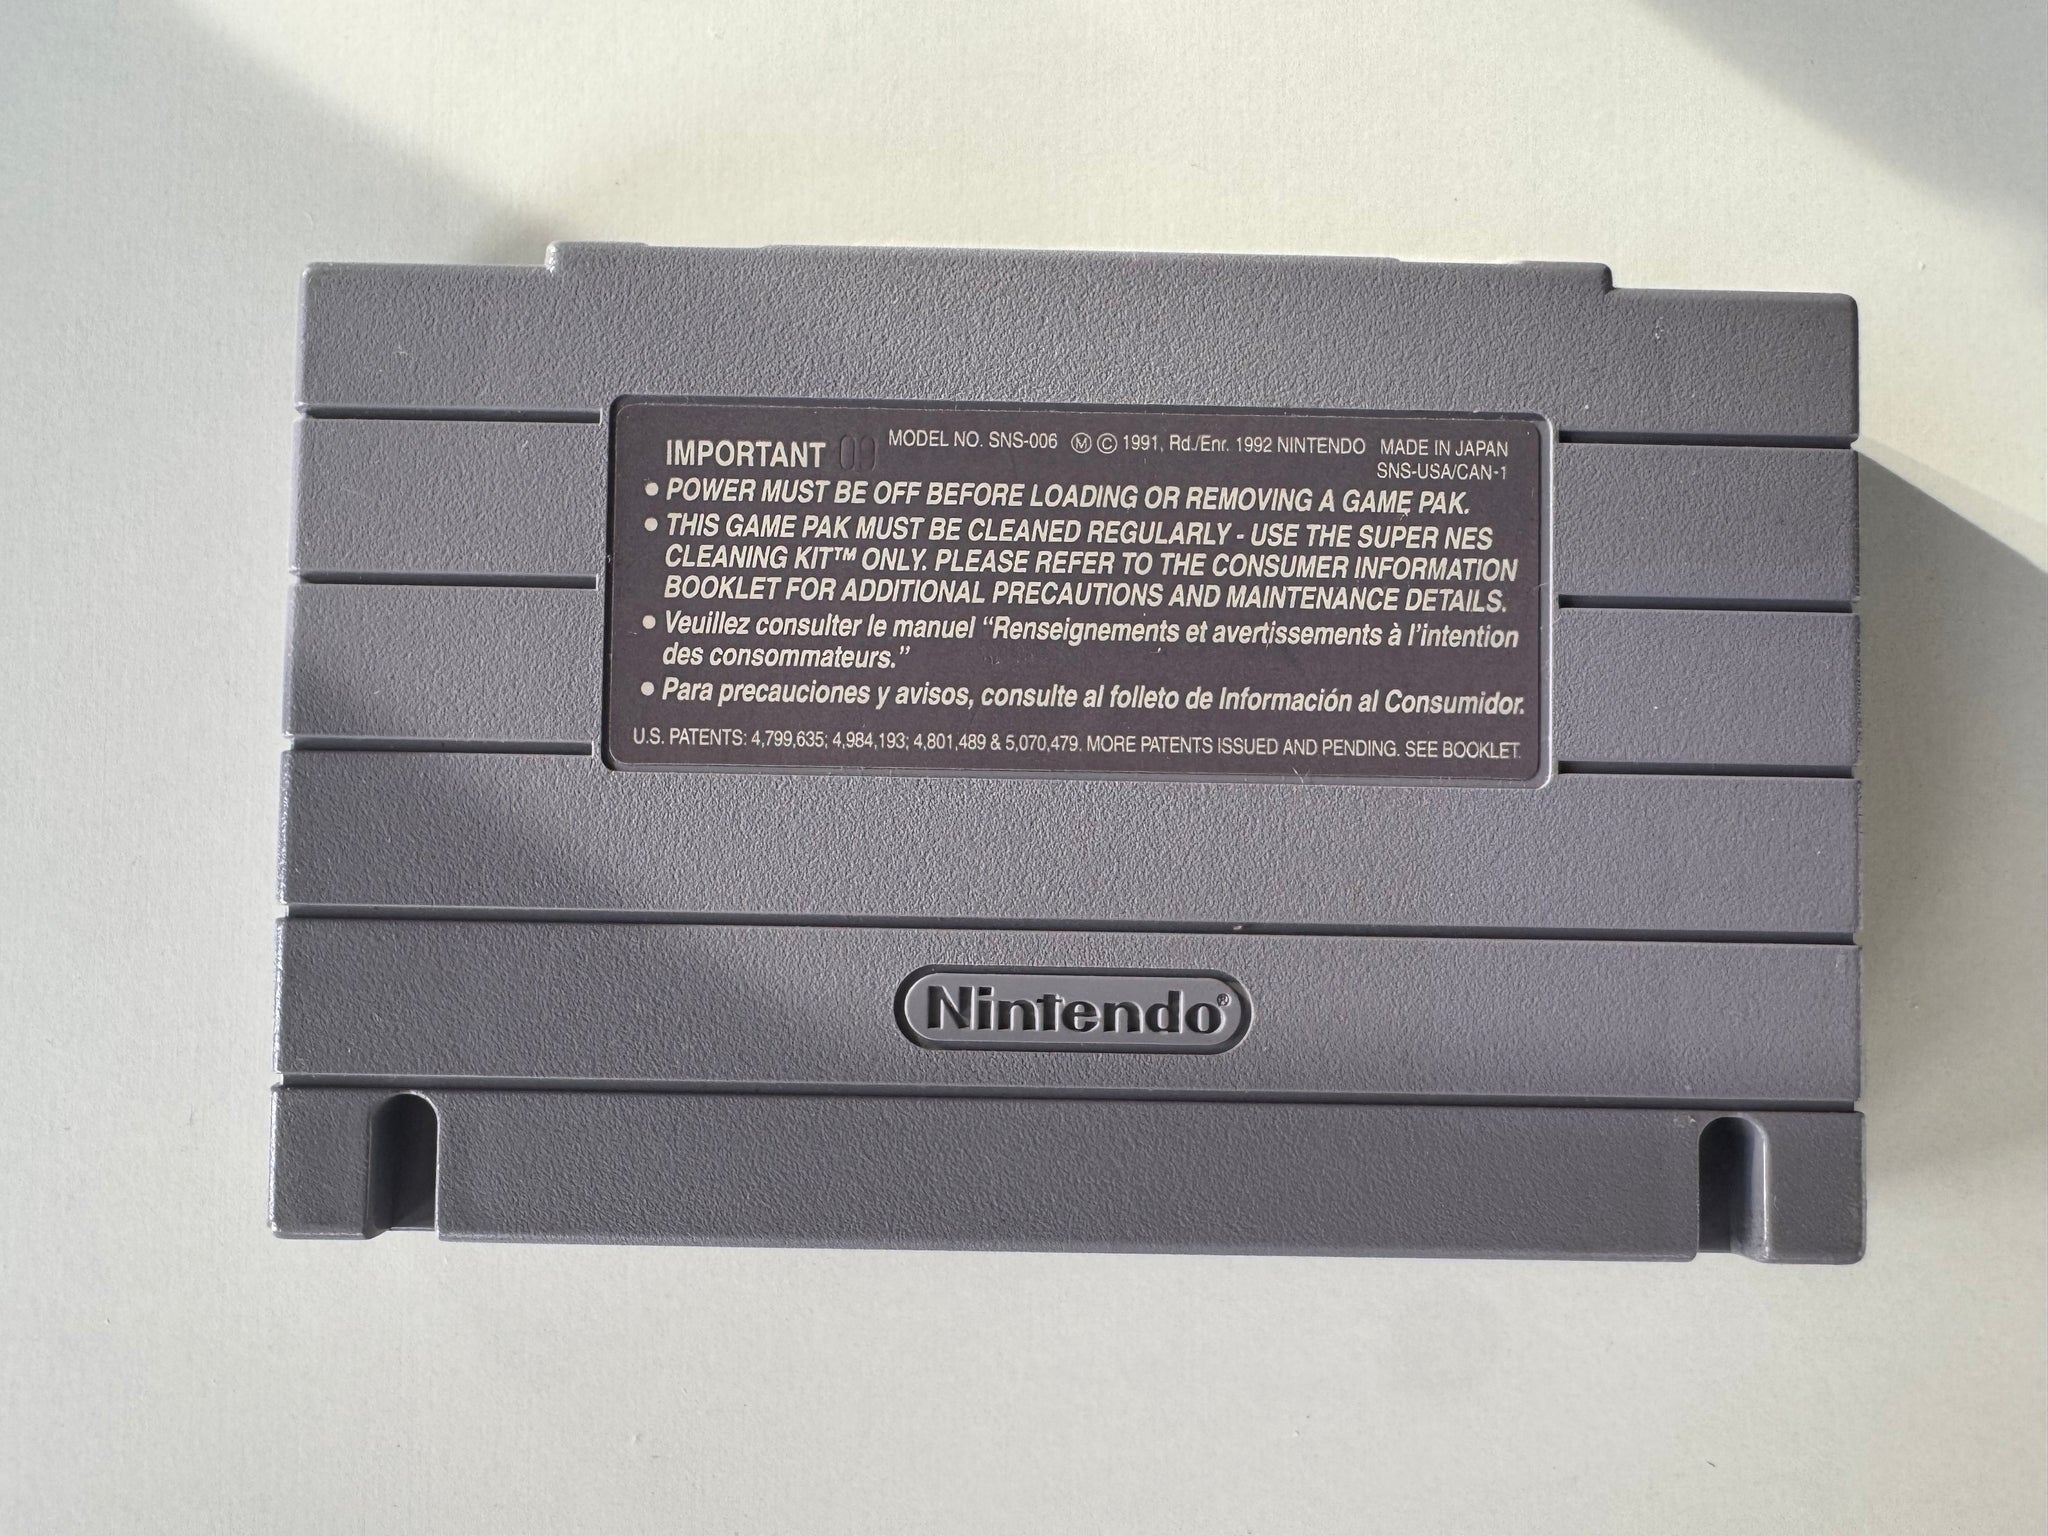 IMPORTANT 00 MODEL NO. SNS-006 Ⓜ © 1991, Rd./Enr. 1992 NINTENDO MADE IN JAPAN
SNS-USA/CAN-1
• POWER MUST BE OFF BEFORE LOADING OR REMOVING A GAME PAK.
• THIS GAME PAK MUST BE CLEANED REGULARLY - USE THE SUPER NES
CLEANING KIT™ ONLY. PLEASE REFER TO THE CONSUMER INFORMATION
BOOKLET FOR ADDITIONAL PRECAUTIONS AND MAINTENANCE DETAILS.
• Veuillez consulter le manuel “Renseignements et avertissements à l’intention
des consommateurs.”
• Para precauciones y avisos, consulte al folleto de Información al Consumidor.
U.S. PATENTS: 4,799,635; 4,984,193; 4,801,489 & 5,070,479. MORE PATENTS ISSUED AND PENDING. SEE BOOKLET.
Nintendo®